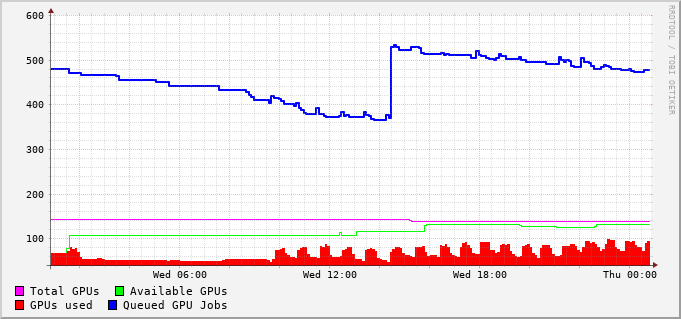 600
500
400
300
200
100
Wed 06:00 Wed 12:00 Wed 18:00 Thu 00:00
Total GPUs Available GPUs
GPUs used Queued GPU Jobs
RRDTOOL / TOBI OETIKER